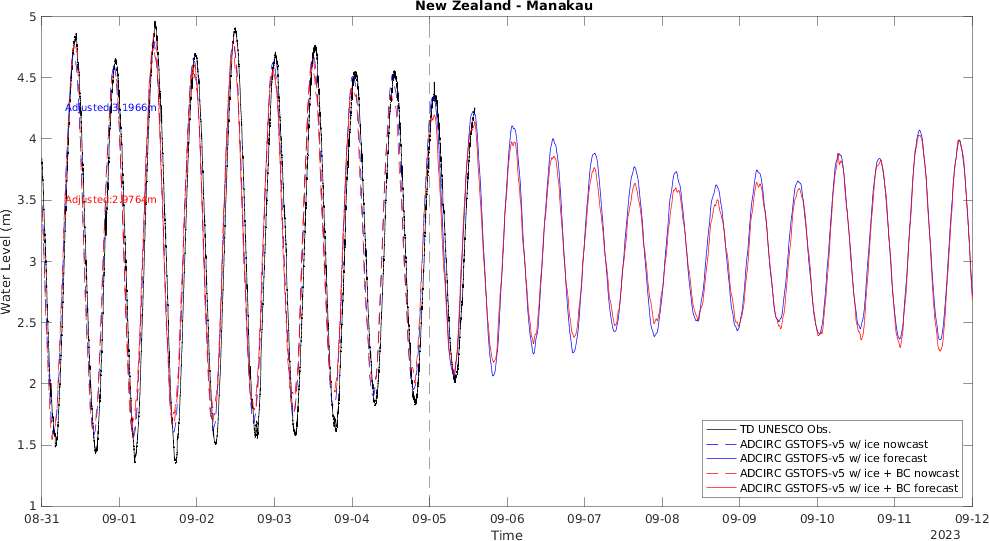 New Zealand - Manakau
5
4.5
4
3.5
3
2.5
2
1.5
1
Water Level (m)
Adjusted:3.1966m
Adjusted:2.9764m
TD UNESCO Obs.
ADCIRC GSTOFS-v5 w/ ice nowcast
ADCIRC GSTOFS-v5 w/ ice forecast
ADCIRC GSTOFS-v5 w/ ice + BC nowcast
ADCIRC GSTOFS-v5 w/ ice + BC forecast
08-31 09-01 09-02 09-03 09-04 09-05 09-06 09-07 09-08 09-09 09-10 09-11 09-12
Time
2023